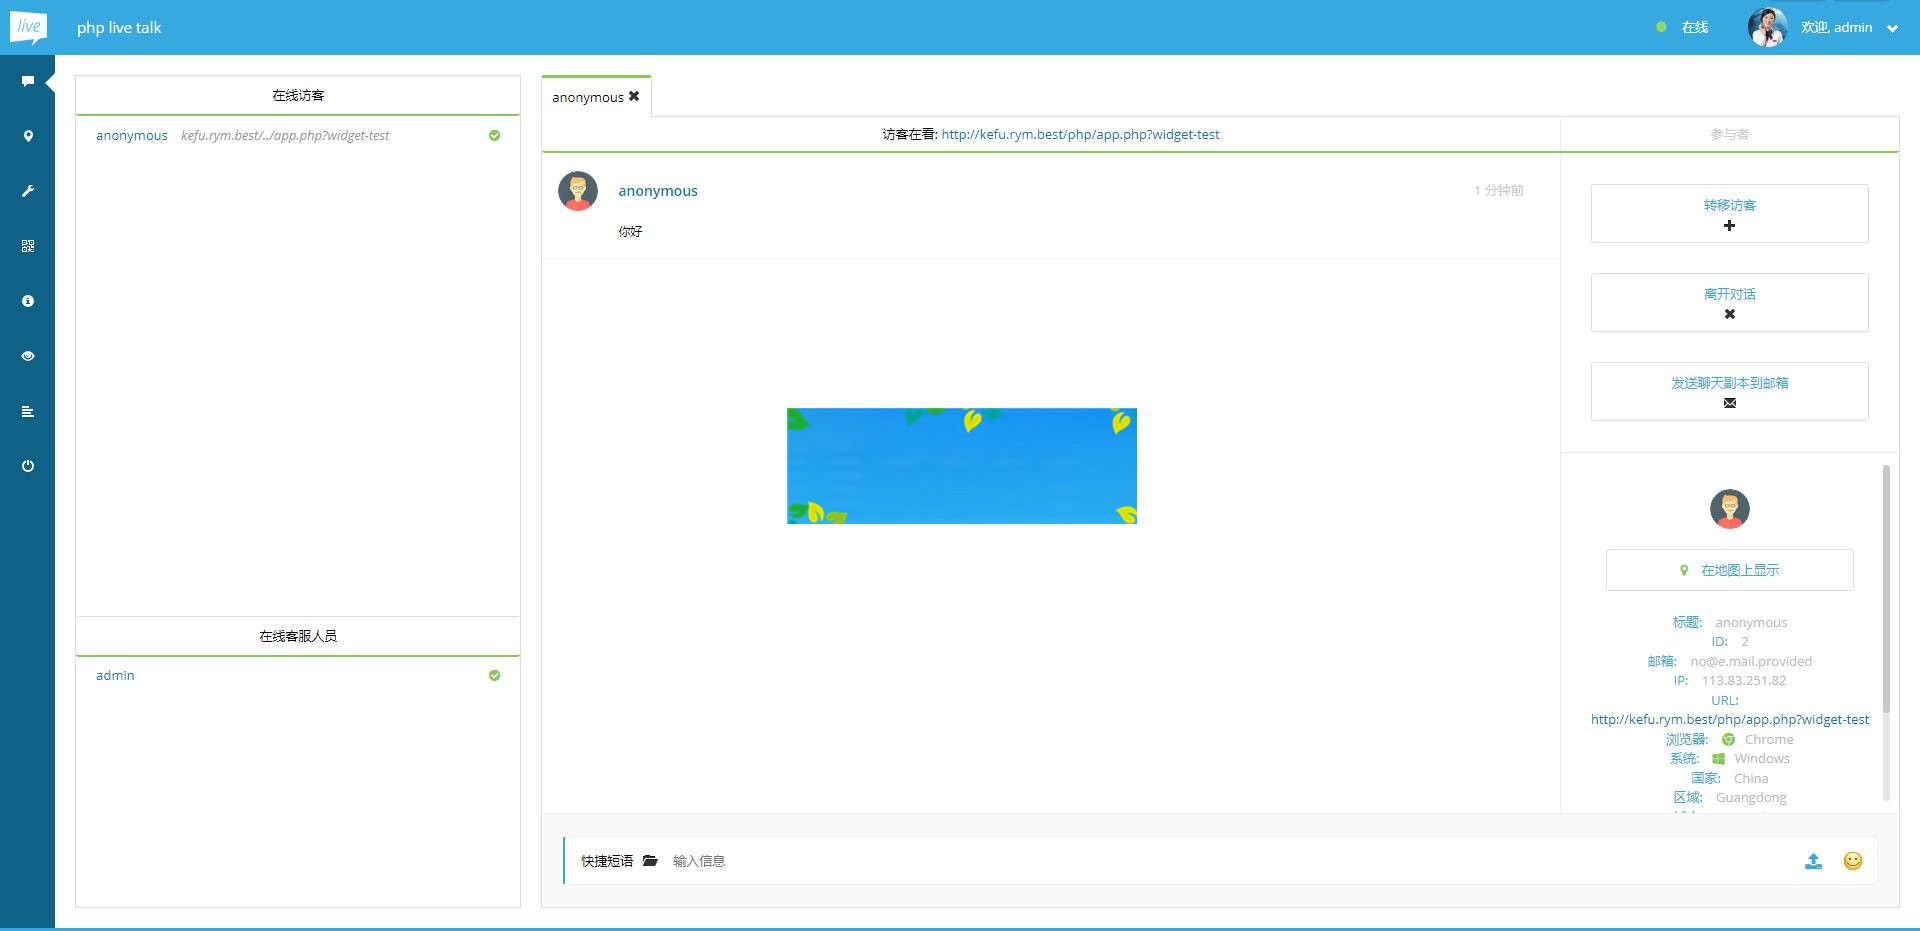 live
php live talk
在线
欢迎, admin
在线访客
anonymous kefu.rym.best/../app.php?widget-test
在线客服人员
admin
anonymous
访客在看: http://kefu.rym.best/php/app.php?widget-test
参与者
anonymous
1 分钟前
你好
转移访客
离开对话
发送聊天副本到邮箱
在地图上显示
标题: anonymous
ID: 2
邮箱: no@e.mail.provided
IP: 113.83.251.82
URL:
http://kefu.rym.best/php/app.php?widget-test
浏览器: Chrome
系统: Windows
国家: China
区域: Guangdong
快捷短语 输入信息